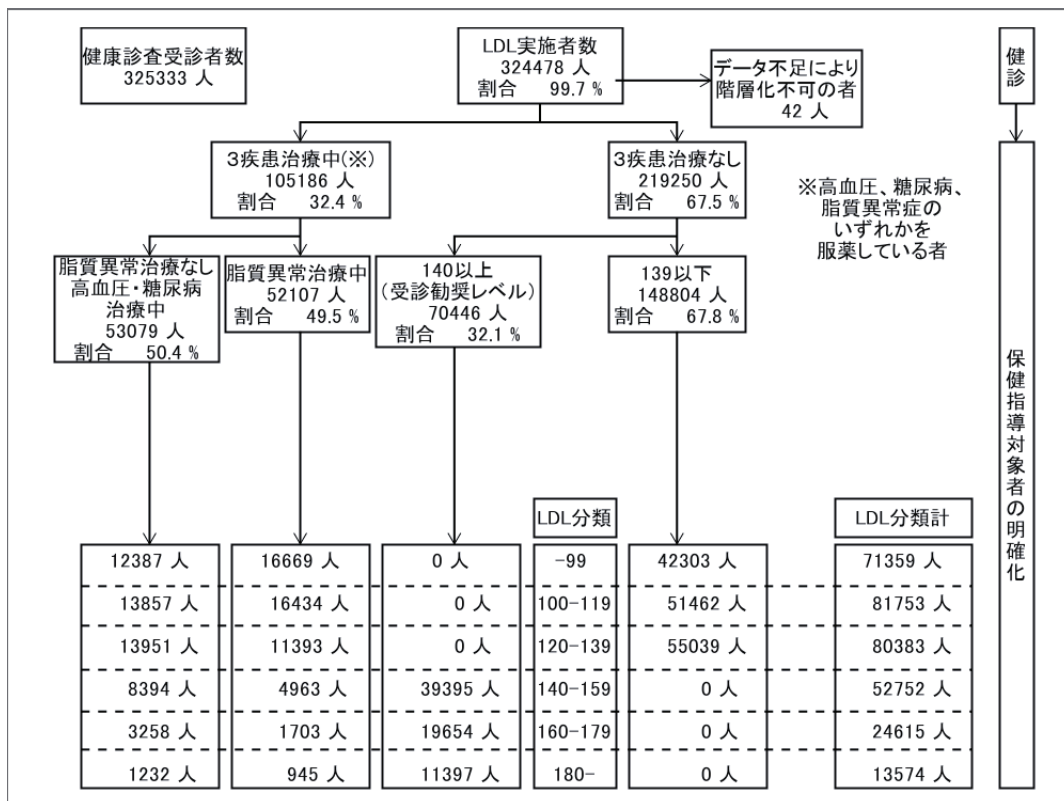 健康診査受診者数
325333 人
LDL実施者数
324478 人
割合 99.7 %
データ不足により
階層化不可の者
42 人
健診
3疾患治療中(※)
105186 人
割合 32.4 %
3疾患治療なし
219250 人
割合 67.5 %
※高血圧、糖尿病、
脂質異常症の
いずれかを
服薬している者
脂質異常治療なし
高血圧・糖尿病
治療中
53079 人
割合 50.4 %
脂質異常治療中
52107 人
割合 49.5 %
140以上
(受診勧奨レベル)
70446 人
割合 32.1 %
139以下
148804 人
割合 67.8 %
保健指導対象者の明確化
LDL分類
LDL分類計
12387 人 16669 人 0 人 -99 42303 人 71359 人
13857 人 16434 人 0 人 100-119 51462 人 81753 人
13951 人 11393 人 0 人 120-139 55039 人 80383 人
8394 人 4963 人 39395 人 140-159 0 人 52752 人
3258 人 1703 人 19654 人 160-179 0 人 24615 人
1232 人 945 人 11397 人 180- 0 人 13574 人